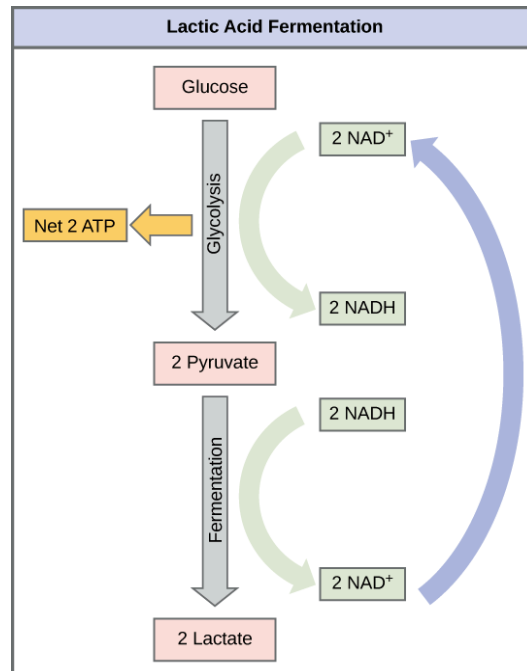 Lactic Acid Fermentation
Glucose
2 NAD⁺
Glycolysis
Net 2 ATP
2 NADH
2 Pyruvate
2 NADH
Fermentation
2 NAD⁺
2 Lactate